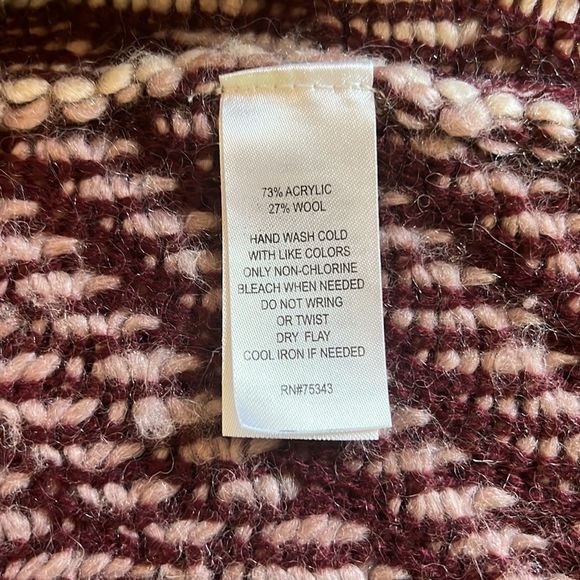 73% ACRYLIC
27% WOOL
HAND WASH COLD
WITH LIKE COLORS
ONLY NON-CHLORINE
BLEACH WHEN NEEDED
DO NOT WRING
OR TWIST
DRY FLAY
COOL IRON IF NEEDED
RN#75343